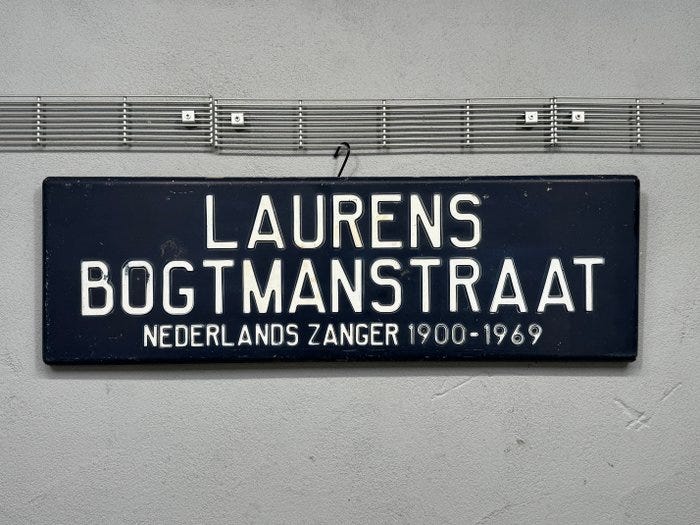 LAURENS
BOGTMANSTRAAT
NEDERLANDS ZANGER 1900-1969